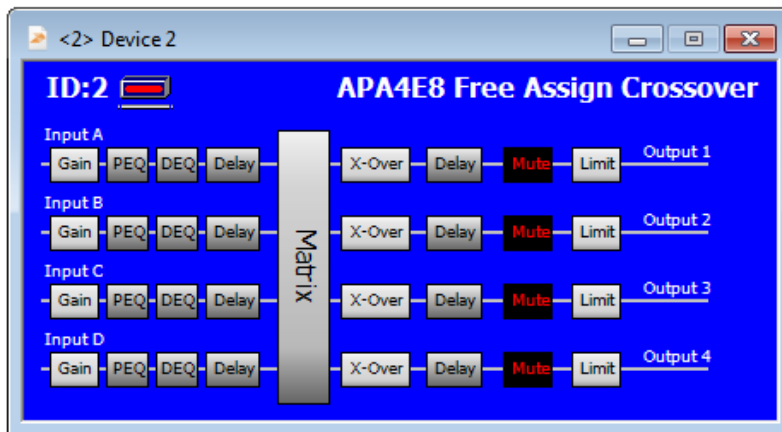 <2> Device 2
ID:2 APA4E8 Free Assign Crossover
Input A
Gain PEQ DEQ Delay X-Over Delay Mute Limit Output 1
Input B
Gain PEQ DEQ Delay X-Over Delay Mute Limit Output 2
Matrix
Input C
Gain PEQ DEQ Delay X-Over Delay Mute Limit Output 3
Input D
Gain PEQ DEQ Delay X-Over Delay Mute Limit Output 4